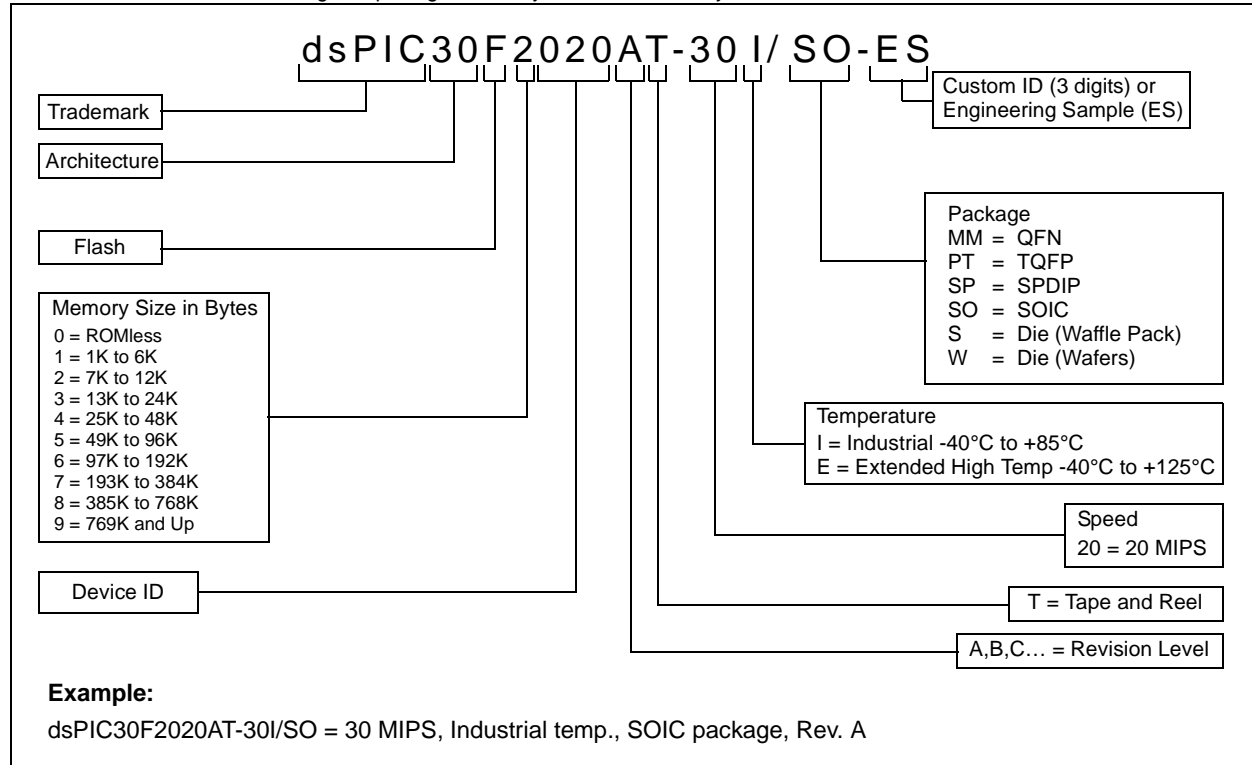 dsPIC30F2020AT-30I/SO-ES
Custom ID (3 digits) or
Engineering Sample (ES)
Trademark
Architecture
Flash
Package
MM = QFN
PT = TQFP
SP = SPDIP
SO = SOIC
S = Die (Waffle Pack)
W = Die (Wafers)
Memory Size in Bytes
0 = ROMless
1 = 1K to 6K
2 = 7K to 12K
3 = 13K to 24K
4 = 25K to 48K
5 = 49K to 96K
6 = 97K to 192K
7 = 193K to 384K
8 = 385K to 768K
9 = 769K and Up
Temperature
I = Industrial -40°C to +85°C
E = Extended High Temp -40°C to +125°C
Speed
20 = 20 MIPS
Device ID
T = Tape and Reel
A,B,C… = Revision Level
Example:
dsPIC30F2020AT-30I/SO = 30 MIPS, Industrial temp., SOIC package, Rev. A